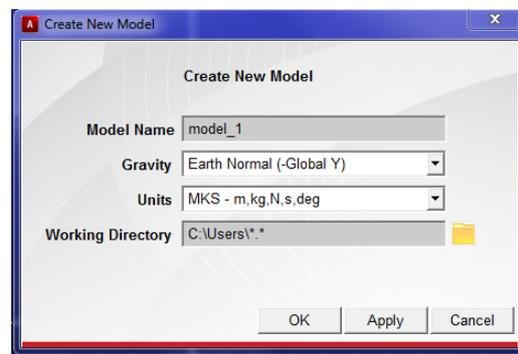 Create New Model
x
Create New Model
Model Name model_1
Gravity Earth Normal (-Global Y)
Units MKS - m,kg,N,s,deg
Working Directory C:\Users\*.*
OK Apply Cancel